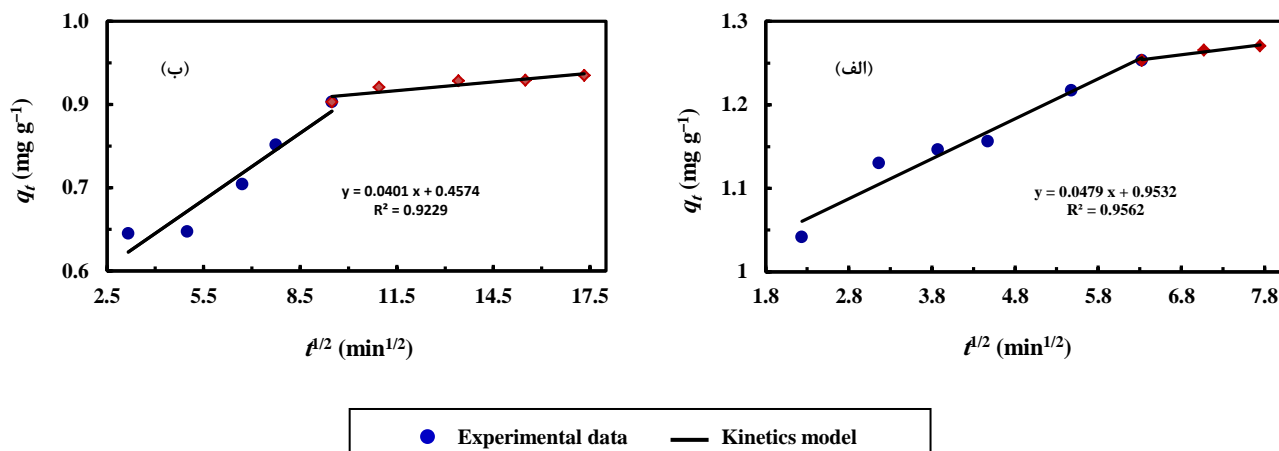 1.0
0.9
0.7
0.6
qt (mg g⁻¹)
(ب)
y = 0.0401 x + 0.4574
R² = 0.9229
2.5 5.5 8.5 11.5 14.5 17.5
t1/2 (min1/2)
1.3
1.2
1.1
1
qt (mg g⁻¹)
(الف)
y = 0.0479 x + 0.9532
R² = 0.9562
1.8 2.8 3.8 4.8 5.8 6.8 7.8
t1/2 (min1/2)
Experimental data Kinetics model